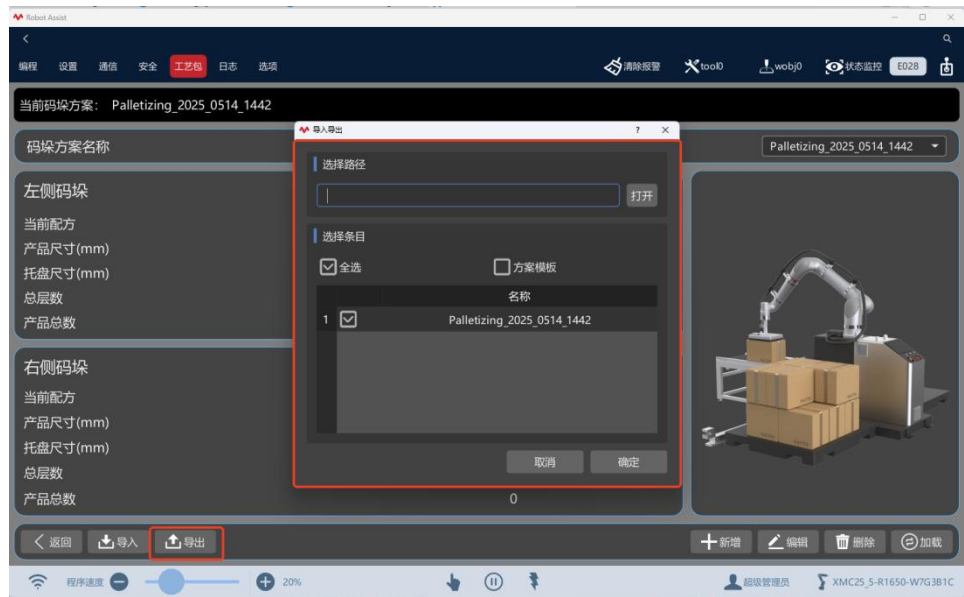 Robot Assist
编程 设置 通信 安全 工艺包 日志 选项 清除报警 tool0 wobj0 状态监控 E028
当前码垛方案: Palletizing_2025_0514_1442
导入导出 ? ×
码垛方案名称 Palletizing_2025_0514_1442
选择路径
打开
左侧码垛
当前配方
产品尺寸(mm)
托盘尺寸(mm)
总层数
产品总数
选择条目
全选 方案模板
名称
1 Palletizing_2025_0514_1442
右侧码垛
当前配方
产品尺寸(mm)
托盘尺寸(mm)
总层数
产品总数 0
取消 确定
返回 导入 导出 新增 编辑 删除 加载
程序速度 20% 超级管理员 XMC25_5-R1650-W7G3B1C